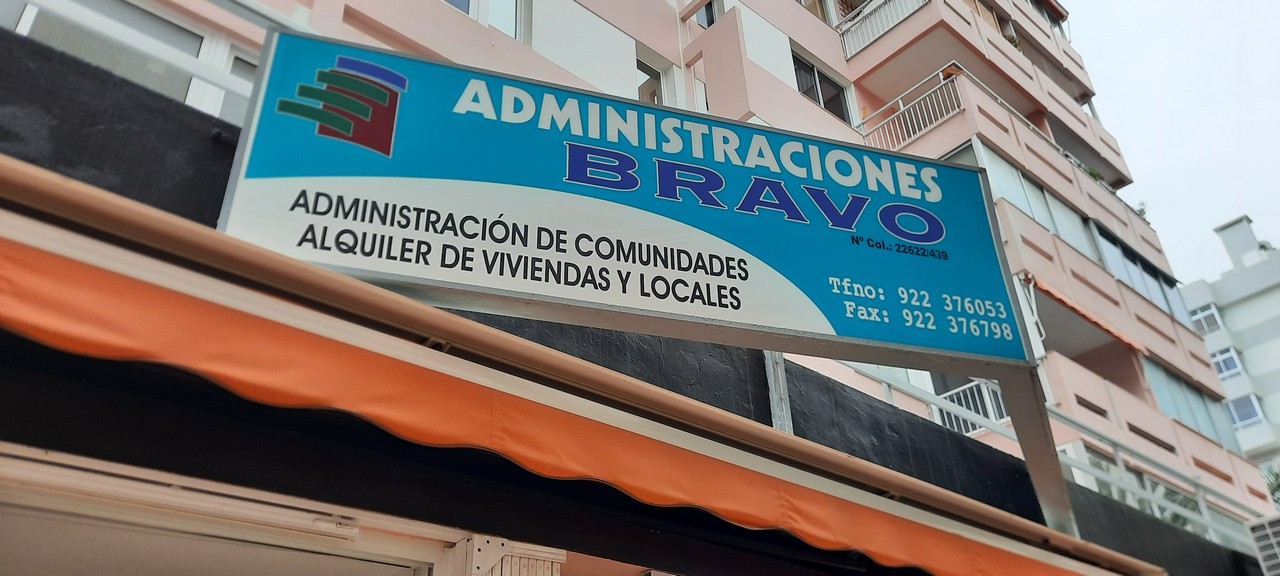 ADMINISTRACIONES
BRAVO
Nº Col.: 22622/439
ADMINISTRACIÓN DE COMUNIDADES
ALQUILER DE VIVIENDAS Y LOCALES
Tfno: 922 376053
Fax: 922 376798